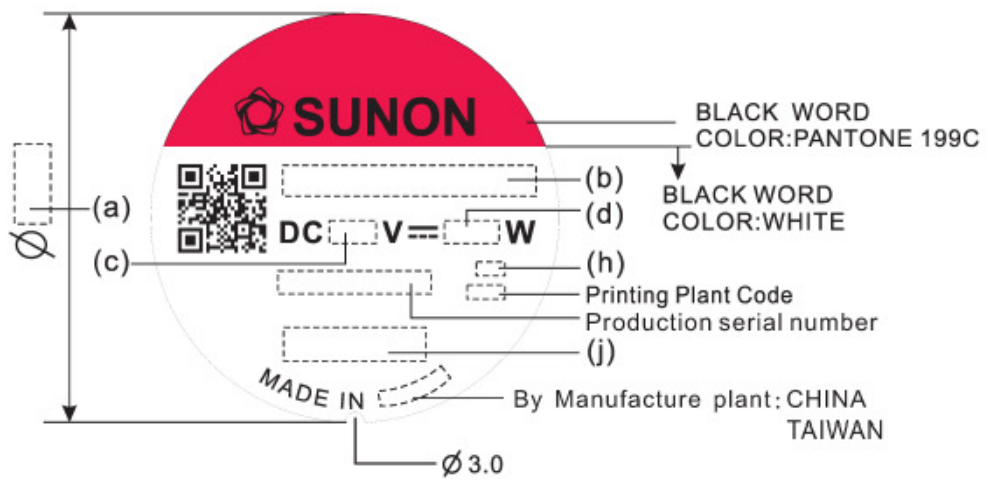 SUNON
BLACK WORD
COLOR:PANTONE 199C
(a)
(b)
BLACK WORD
COLOR:WHITE
(d)
DC V W
(c)
(h)
Printing Plant Code
Production serial number
(j)
MADE IN
By Manufacture plant: CHINA
TAIWAN
Ø
Ø 3.0